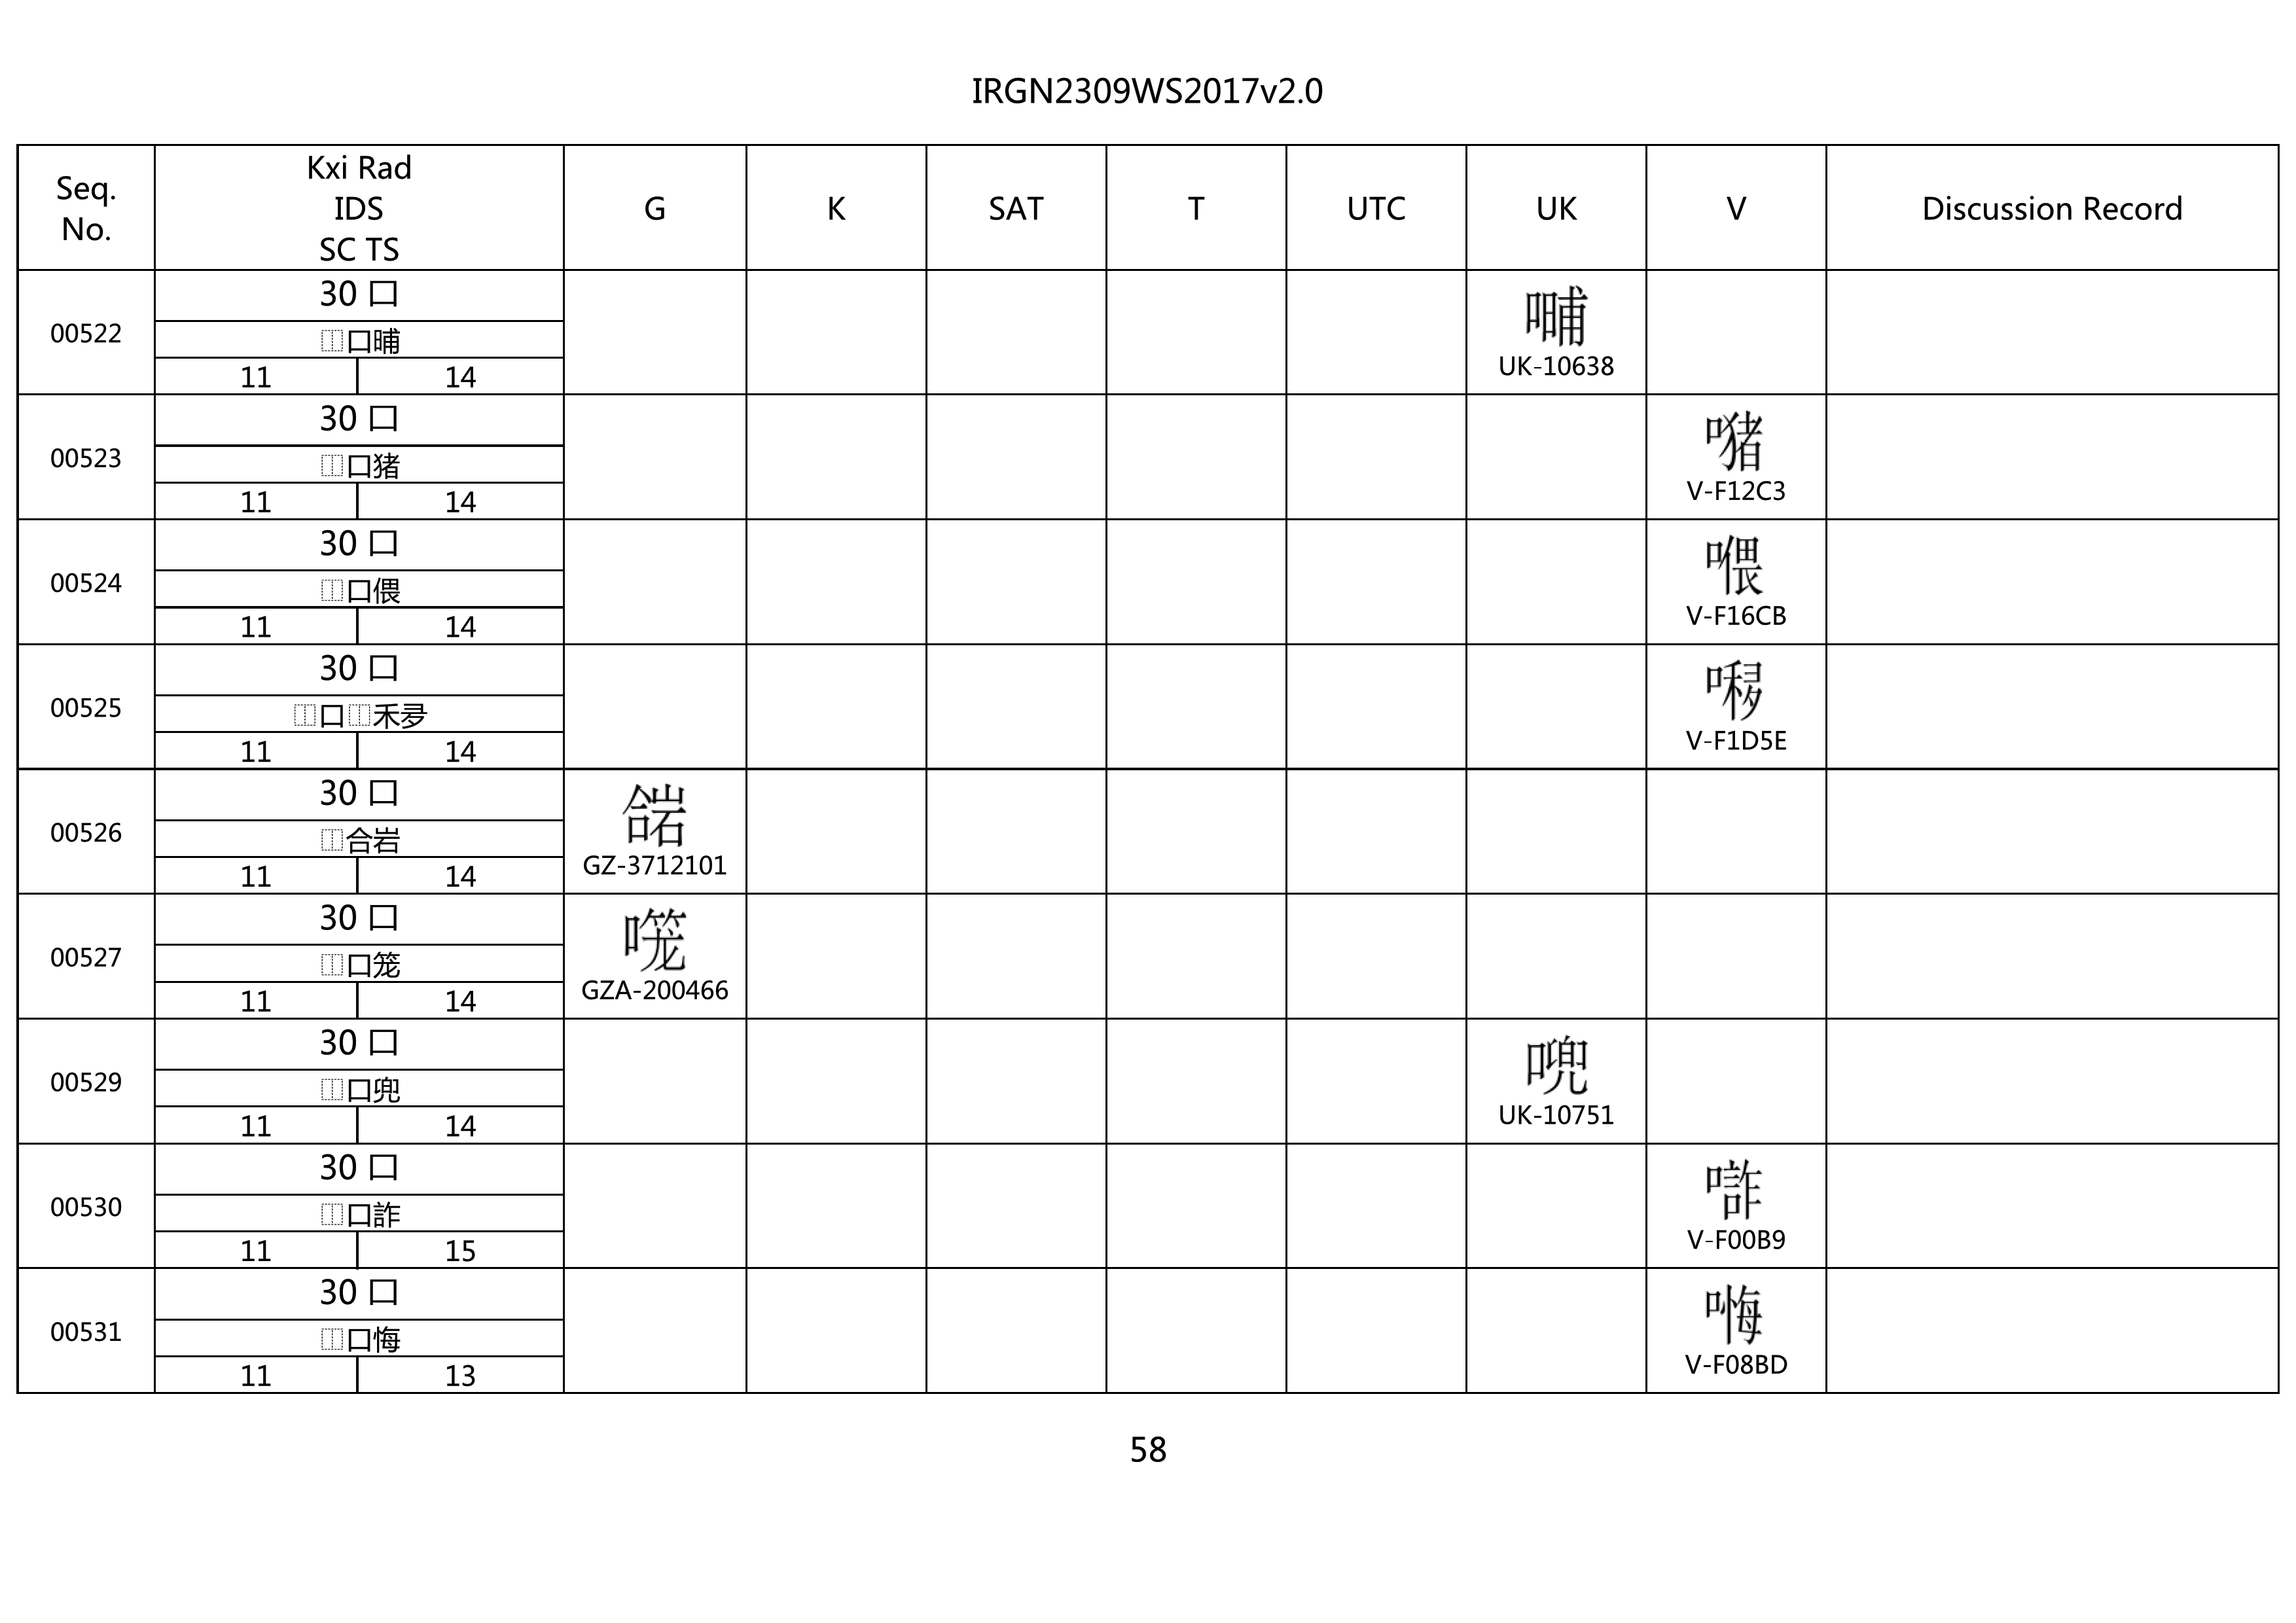 IRGN2309WS2017v2.0
Seq. No.
Kxi Rad
IDS
SC TS
G K SAT T UTC UK V Discussion Record
00522
30 口
⿰口晡
11 14
UK-10638
00523
30 口
⿰口猪
11 14
V-F12C3
00524
30 口
⿰口偎
11 14
V-F16CB
00525
30 口
⿰口⿰禾㝷
11 14
V-F1D5E
00526
30 口
⿰合岩
11 14
GZ-3712101
00527
30 口
⿰口笼
11 14
GZA-200466
00529
30 口
⿰口兜
11 14
UK-10751
00530
30 口
⿰口詐
11 15
V-F00B9
00531
30 口
⿰口悔
11 13
V-F08BD
58